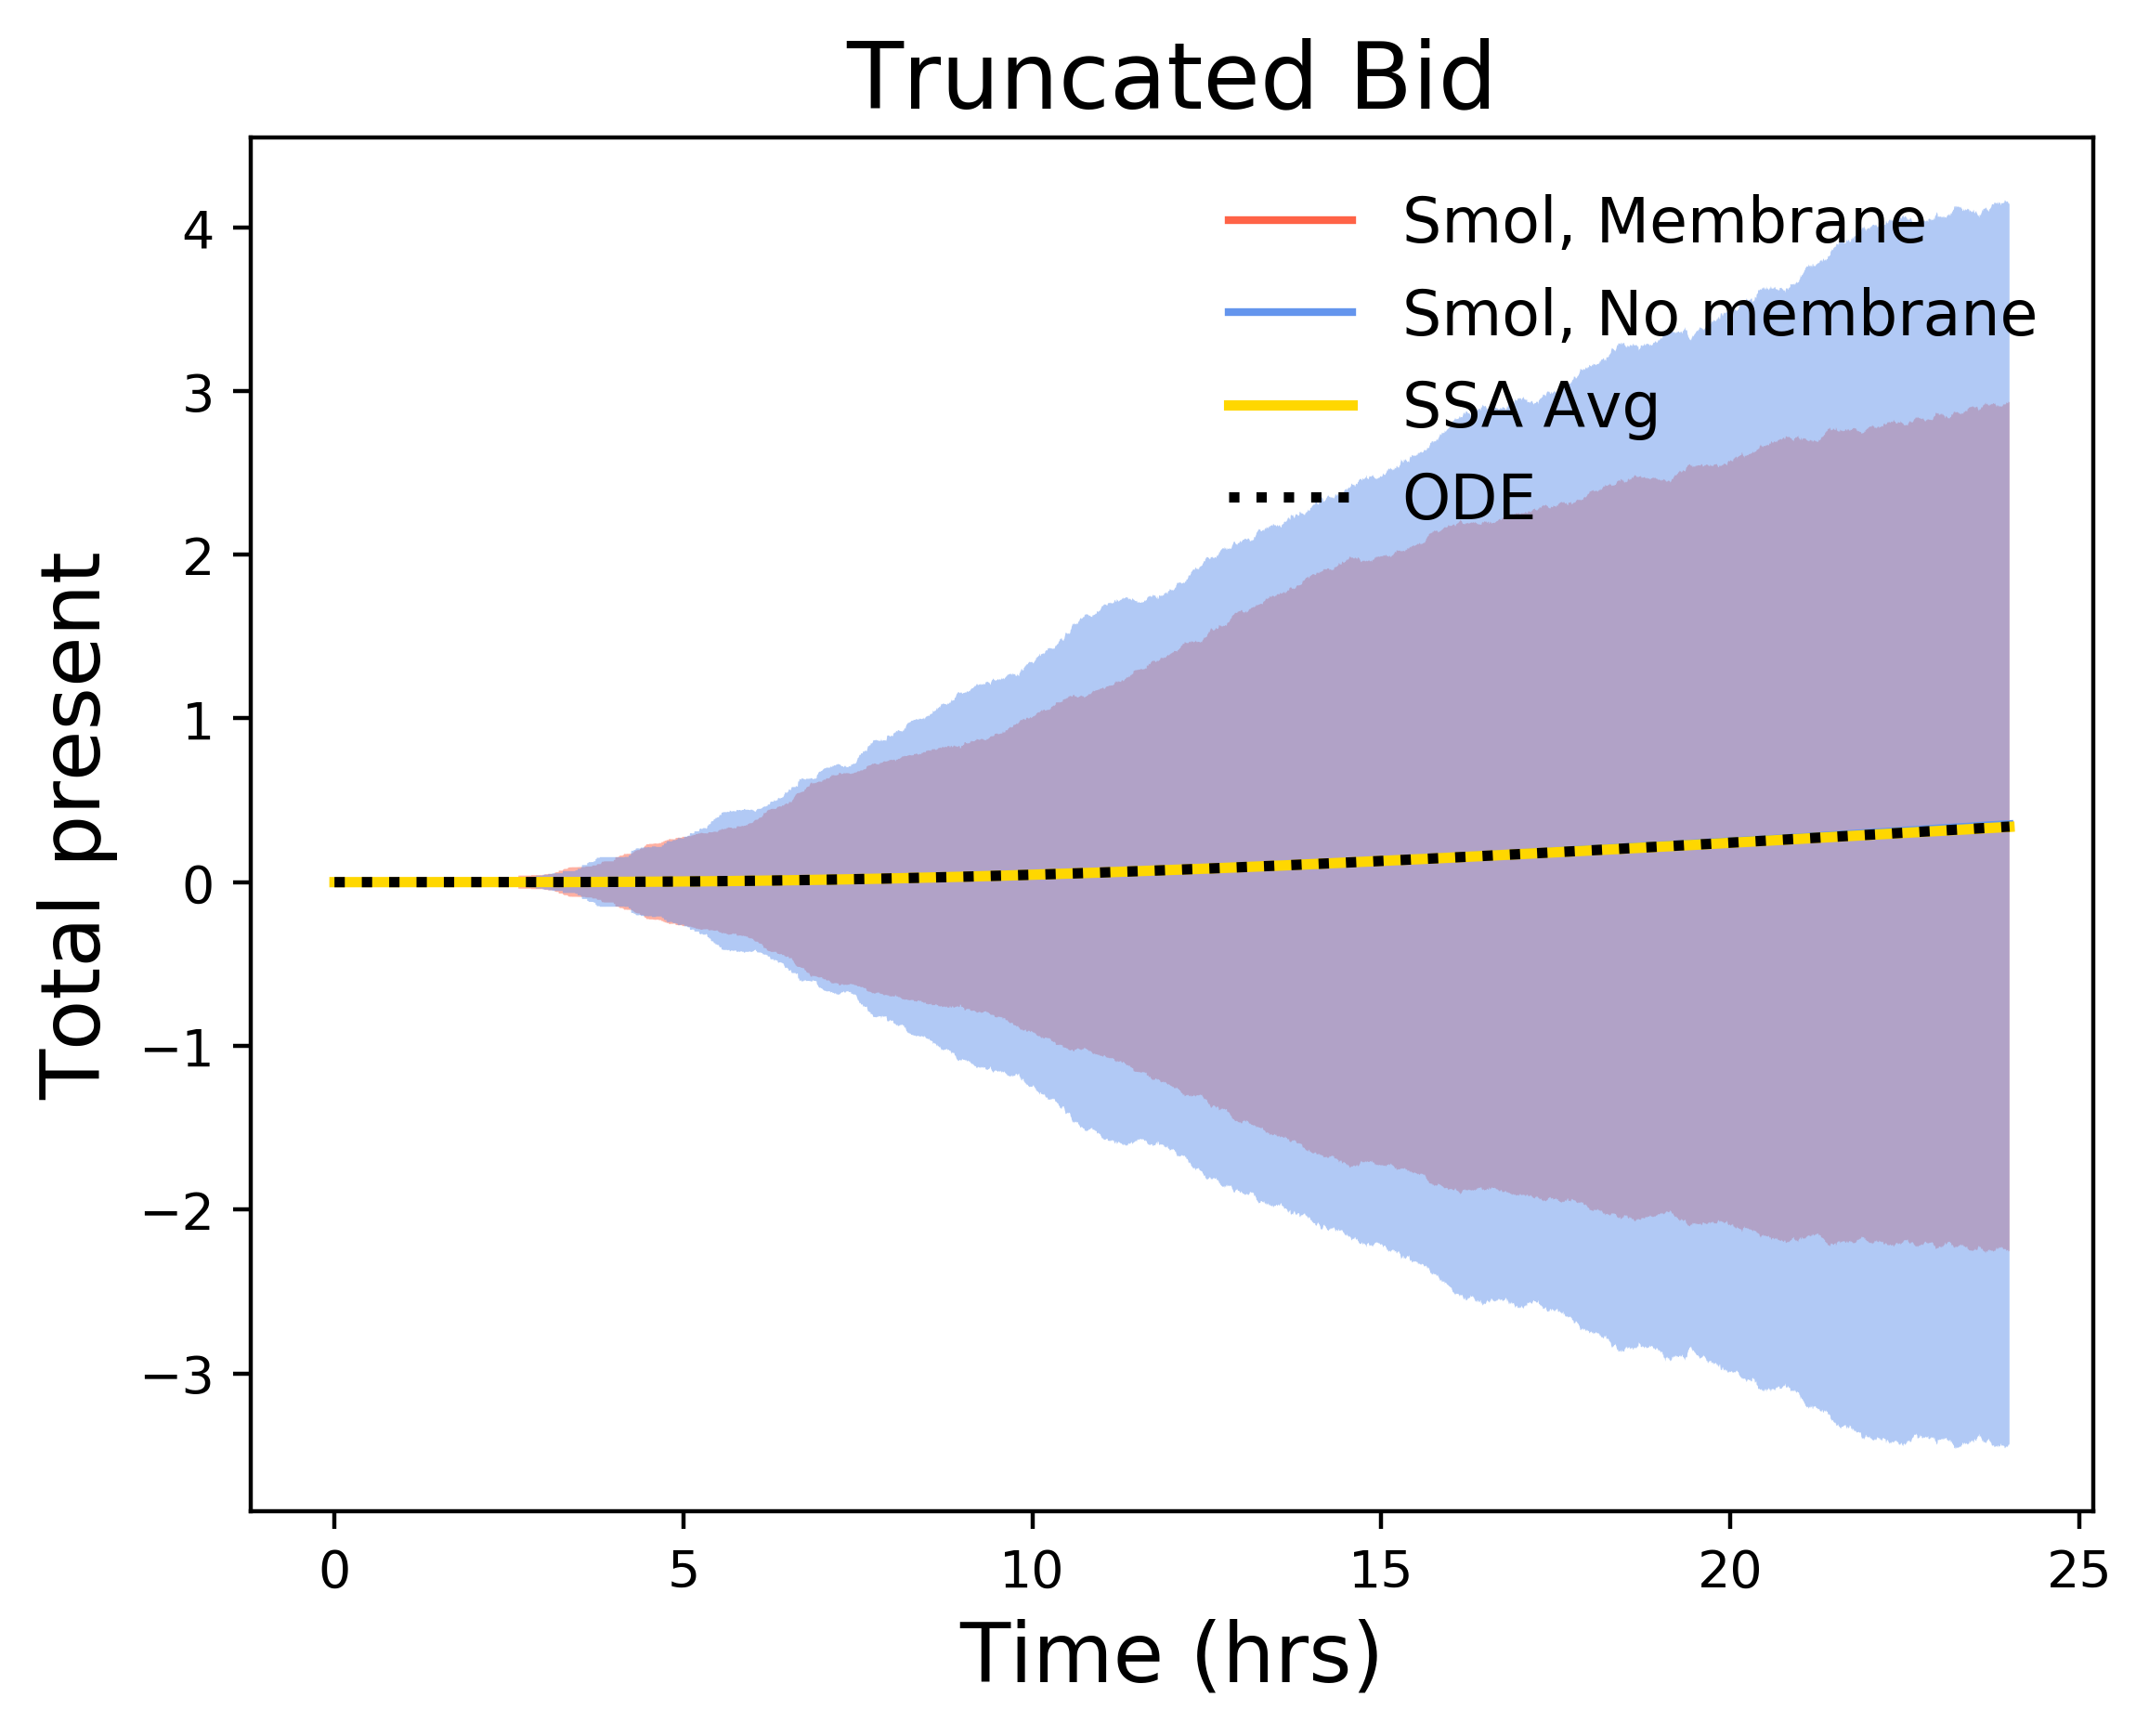 Truncated Bid
Smol, Membrane
Smol, No membrane
SSA Avg
ODE
Total present
4
3
2
1
0
−1
−2
−3
0 5 10 15 20 25
Time (hrs)